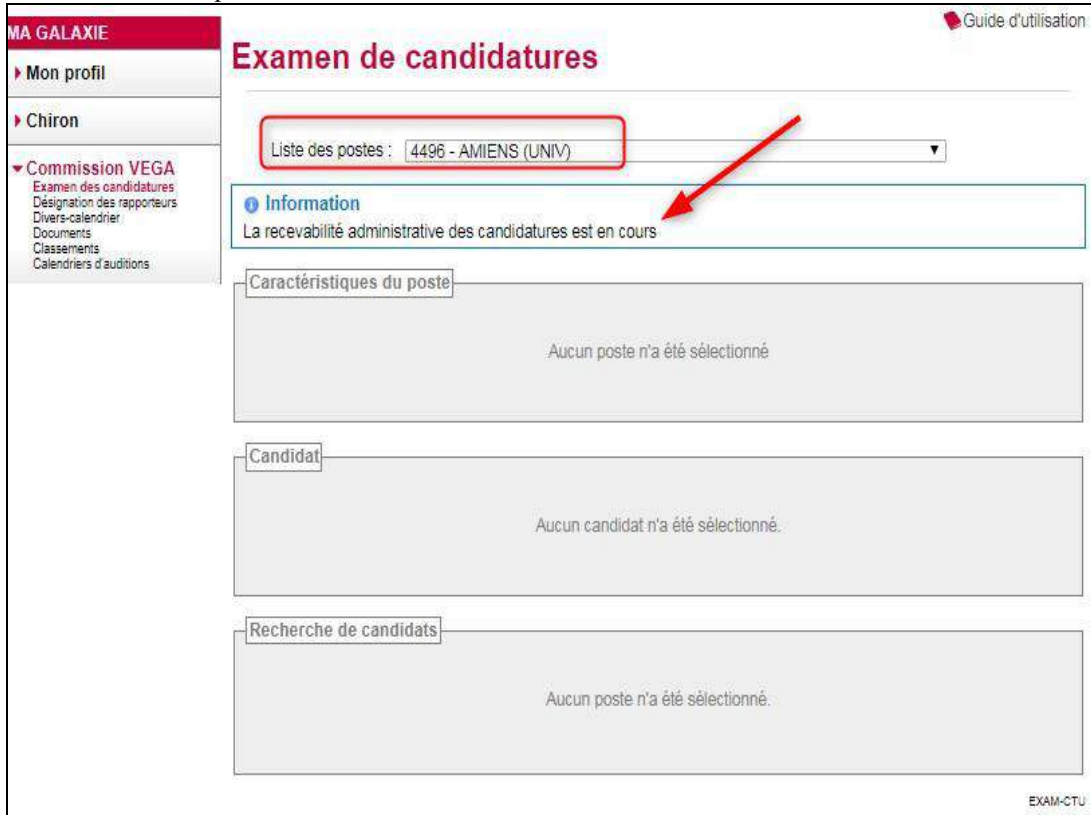 MA GALAXIE
Mon profil
Chiron
Commission VEGA
Examen des candidatures
Désignation des rapporteurs
Divers-calendrier
Documents
Classements
Calendriers d'auditions
Guide d'utilisation
Examen de candidatures
Liste des postes : 4496 - AMIENS (UNIV)
Information
La recevabilité administrative des candidatures est en cours
Caractéristiques du poste
Aucun poste n'a été sélectionné
Candidat
Aucun candidat n'a été sélectionné.
Recherche de candidats
Aucun poste n'a été sélectionné.
EXAM-CTU